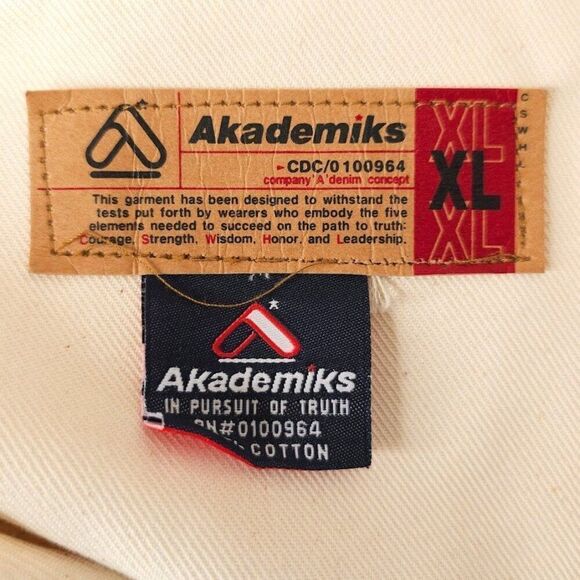 Akademiks
CDC/0100964
company 'A' denim concept
This garment has been designed to withstand the
tests put forth by wearers who embody the five
elements needed to succeed on the path to truth:
Courage, Strength, Wisdom, Honor, and Leadership.
XL
XL
XL
C
S
W
H
L
Akademiks
IN PURSUIT OF TRUTH
#0100964
COTTON